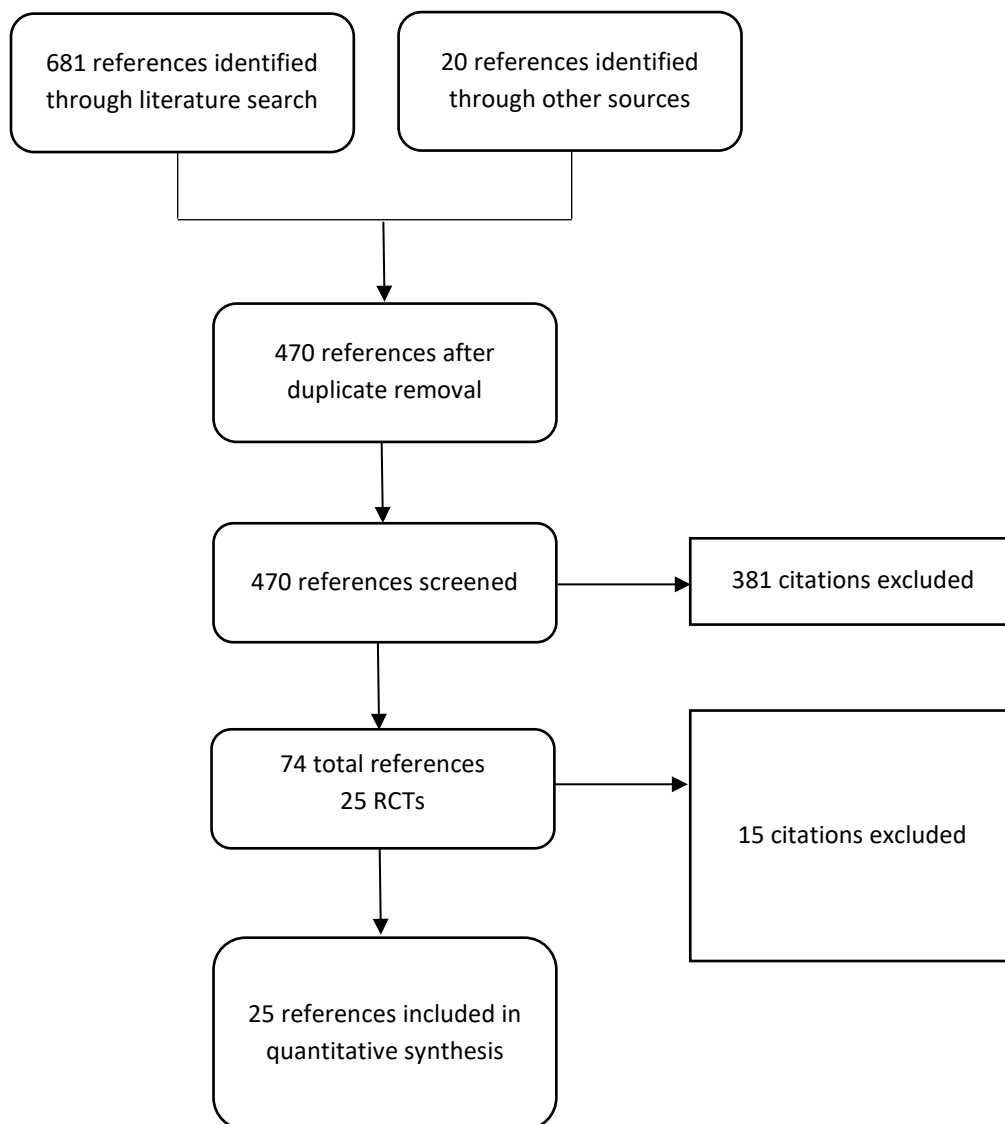 681 references identified
through literature search
20 references identified
through other sources
470 references after
duplicate removal
470 references screened
381 citations excluded
74 total references
25 RCTs
15 citations excluded
25 references included in
quantitative synthesis